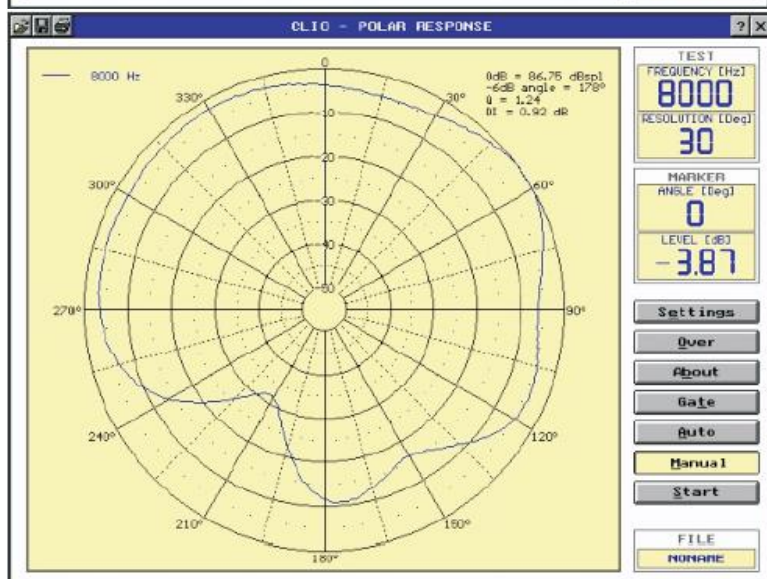 CLIO - POLAR RESPONSE
? X
8000 Hz
0dB = 86.75 dBspl
-6dB angle = 178°
Q = 1.24
DI = 0.92 dB
0
330°
30°
-10
-20
300°
60°
-30
-40
50
270°
90°
240°
120°
210°
150°
180°
TEST
FREQUENCY [Hz]
8000
RESOLUTION [Deg]
30
MARKER
ANGLE [Deg]
0
LEVEL [dB]
-3.87
Settings
Over
About
Gate
Auto
Manual
Start
FILE
NONAME